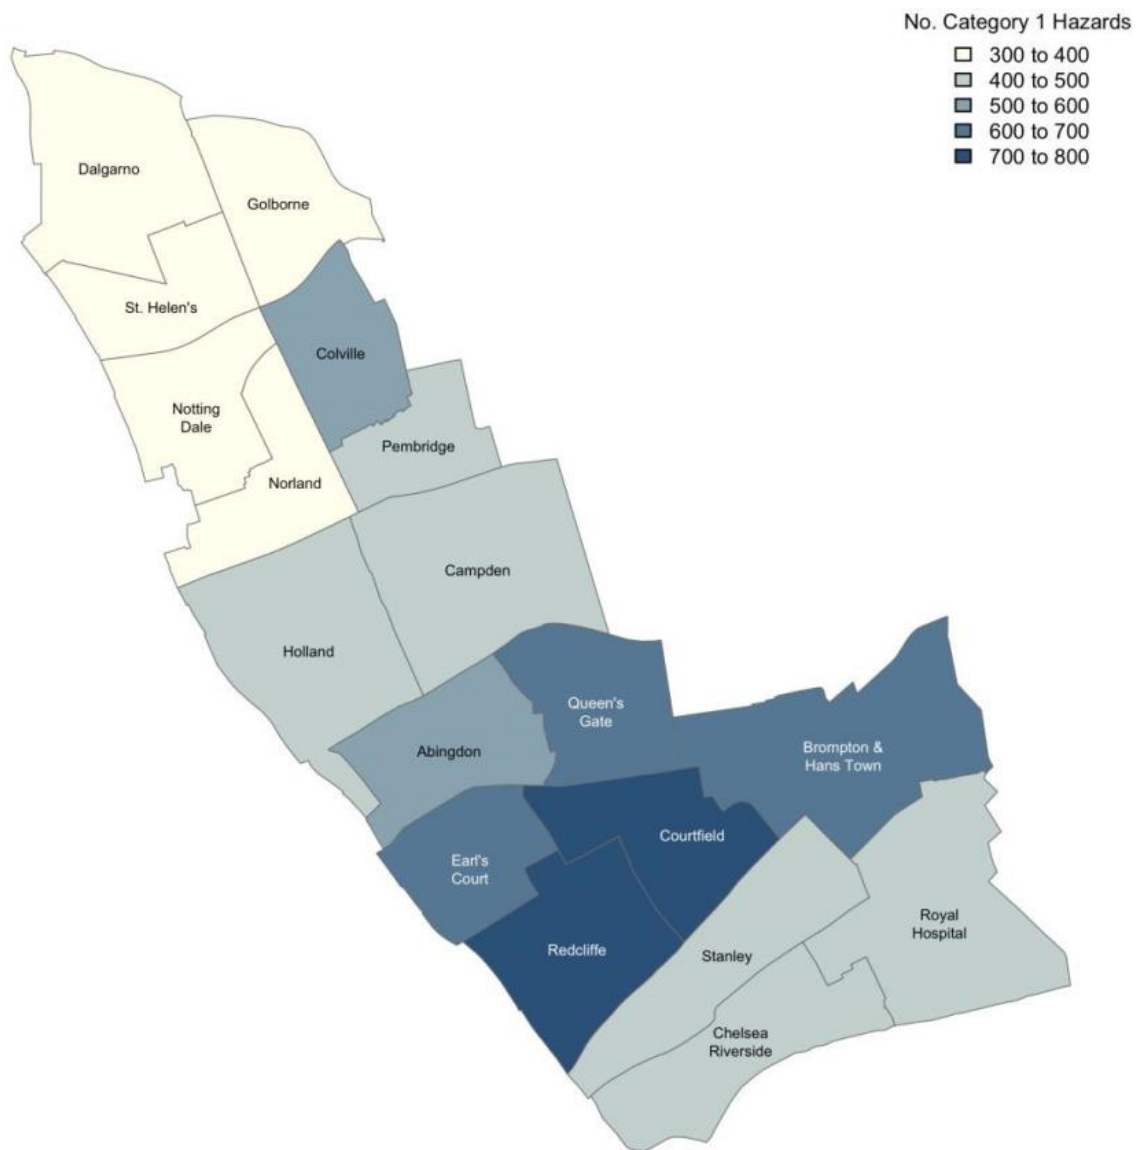 No. Category 1 Hazards
300 to 400
400 to 500
500 to 600
600 to 700
700 to 800
Dalgarno
Golborne
St. Helen's
Colville
Notting
Dale
Pembridge
Norland
Campden
Holland
Queen's
Gate
Abingdon
Brompton &
Hans Town
Courtfield
Earl's
Court
Royal
Hospital
Redcliffe
Stanley
Chelsea
Riverside